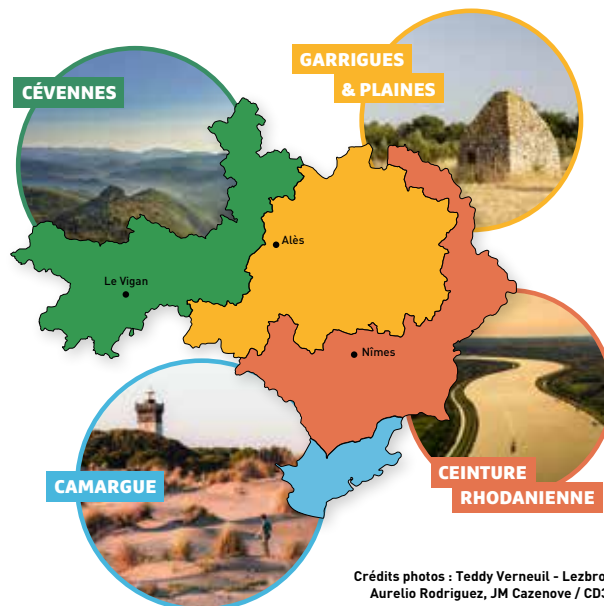 CÉVENNES
GARRIGUES
& PLAINES
Alès
Le Vigan
Nîmes
CAMARGUE
CEINTURE
RHODANIENNE
Crédits photos : Teddy Verneuil - Lezbro
Aurelio Rodriguez, JM Cazenove / CD3